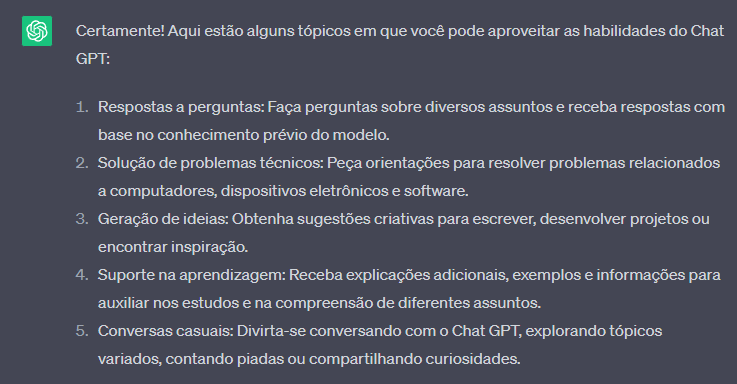 Certamente! Aqui estão alguns tópicos em que você pode aproveitar as habilidades do Chat
GPT:
1. Respostas a perguntas: Faça perguntas sobre diversos assuntos e receba respostas com
base no conhecimento prévio do modelo.
2. Solução de problemas técnicos: Peça orientações para resolver problemas relacionados
a computadores, dispositivos eletrônicos e software.
3. Geração de ideias: Obtenha sugestões criativas para escrever, desenvolver projetos ou
encontrar inspiração.
4. Suporte na aprendizagem: Receba explicações adicionais, exemplos e informações para
auxiliar nos estudos e na compreensão de diferentes assuntos.
5. Conversas casuais: Divirta-se conversando com o Chat GPT, explorando tópicos
variados, contando piadas ou compartilhando curiosidades.